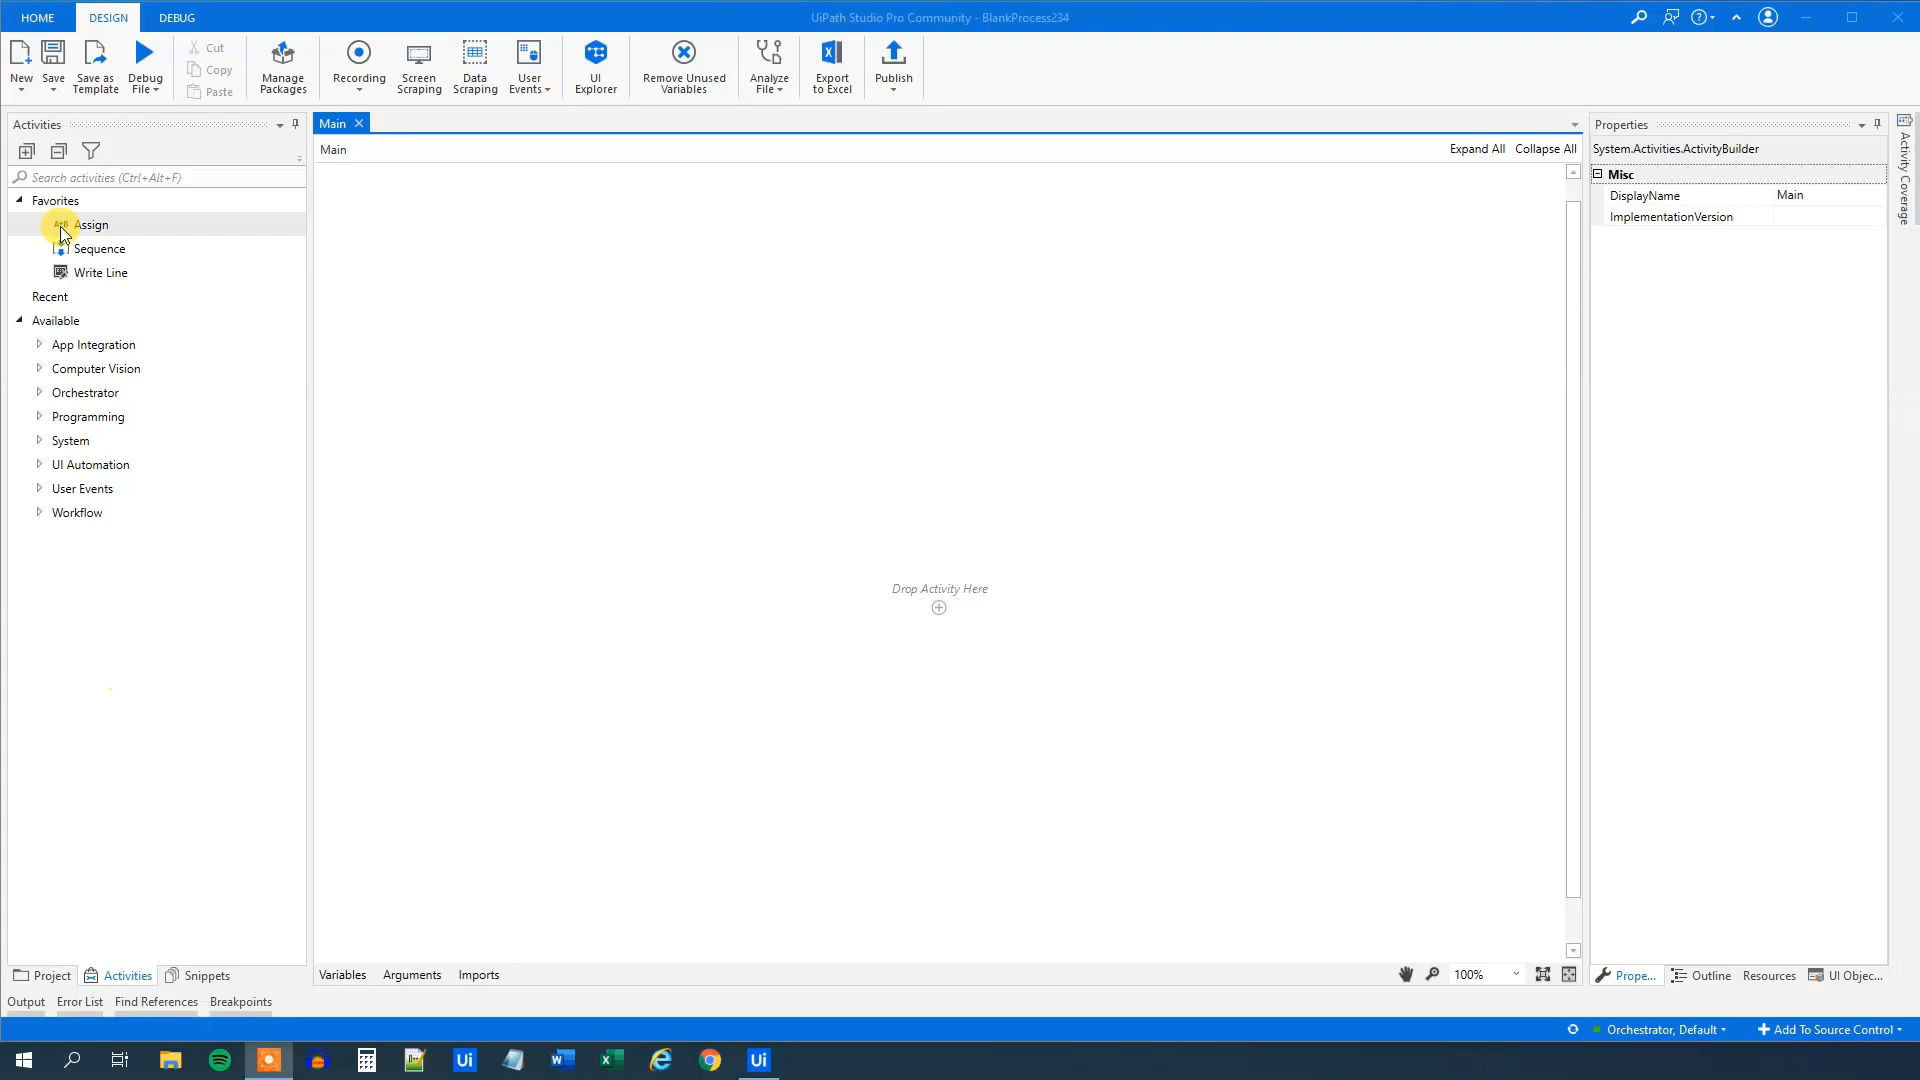 HOME DESIGN DEBUG UiPath Studio Pro Community - BlankProcess234
New Save Save as Template Debug File Cut Copy Paste Manage Packages Recording Screen Scraping Data Scraping User Events UI Explorer Remove Unused Variables Analyze File Export to Excel Publish
Activities
Main
Properties
Main Expand All Collapse All
System.Activities.ActivityBuilder
Search activities (Ctrl+Alt+F)
Misc
DisplayName Main
ImplementationVersion
Activity Coverage
Favorites
Assign
Sequence
Write Line
Recent
Available
App Integration
Computer Vision
Orchestrator
Programming
System
UI Automation
User Events
Workflow
Drop Activity Here
Project Activities Snippets
Variables Arguments Imports 100%
Prope... Outline Resources UI Objec...
Output Error List Find References Breakpoints
Orchestrator, Default Add To Source Control
Ui Ui